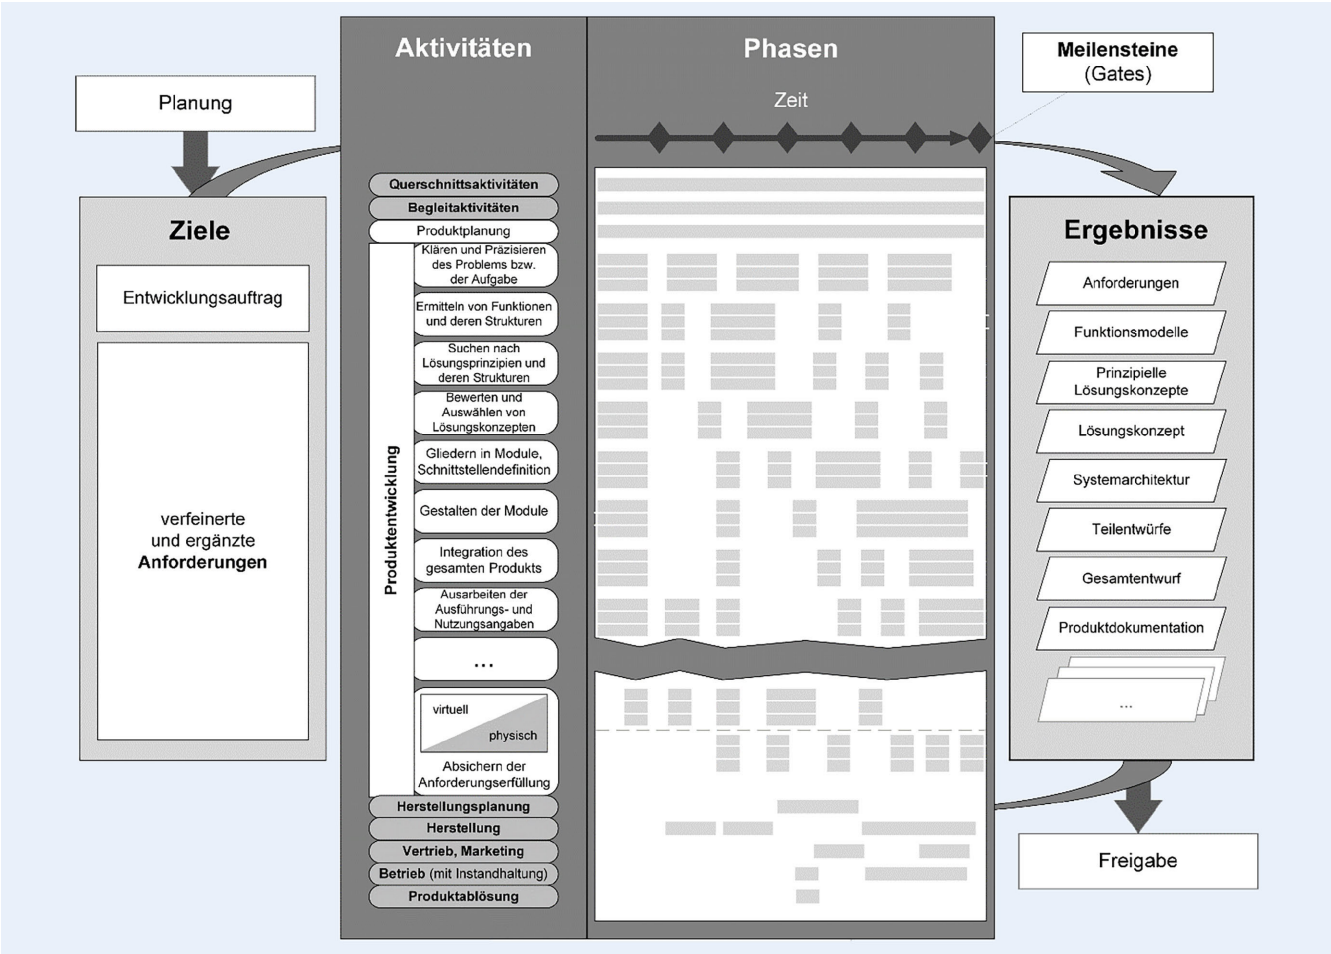 Aktivitäten
Phasen
Meilensteine
(Gates)
Planung
Zeit
Ziele
Entwicklungsauftrag
verfeinerte
und ergänzte
Anforderungen
Querschnittsaktivitäten
Begleitaktivitäten
Produktplanung
Produktentwicklung
Klären und Präzisieren
des Problems bzw.
der Aufgabe
Ermitteln von Funktionen
und deren Strukturen
Suchen nach
Lösungsprinzipien und
deren Strukturen
Bewerten und
Auswählen von
Lösungskonzepten
Gliedern in Module,
Schnittstellendefinition
Gestalten der Module
Integration des
gesamten Produkts
Ausarbeiten der
Ausführungs- und
Nutzungsangaben
...
virtuell
physisch
Absichern der
Anforderungserfüllung
Herstellungsplanung
Herstellung
Vertrieb, Marketing
Betrieb (mit Instandhaltung)
Produktablösung
Ergebnisse
Anforderungen
Funktionsmodelle
Prinzipielle
Lösungskonzepte
Lösungskonzept
Systemarchitektur
Teilentwürfe
Gesamtentwurf
Produktdokumentation
...
Freigabe